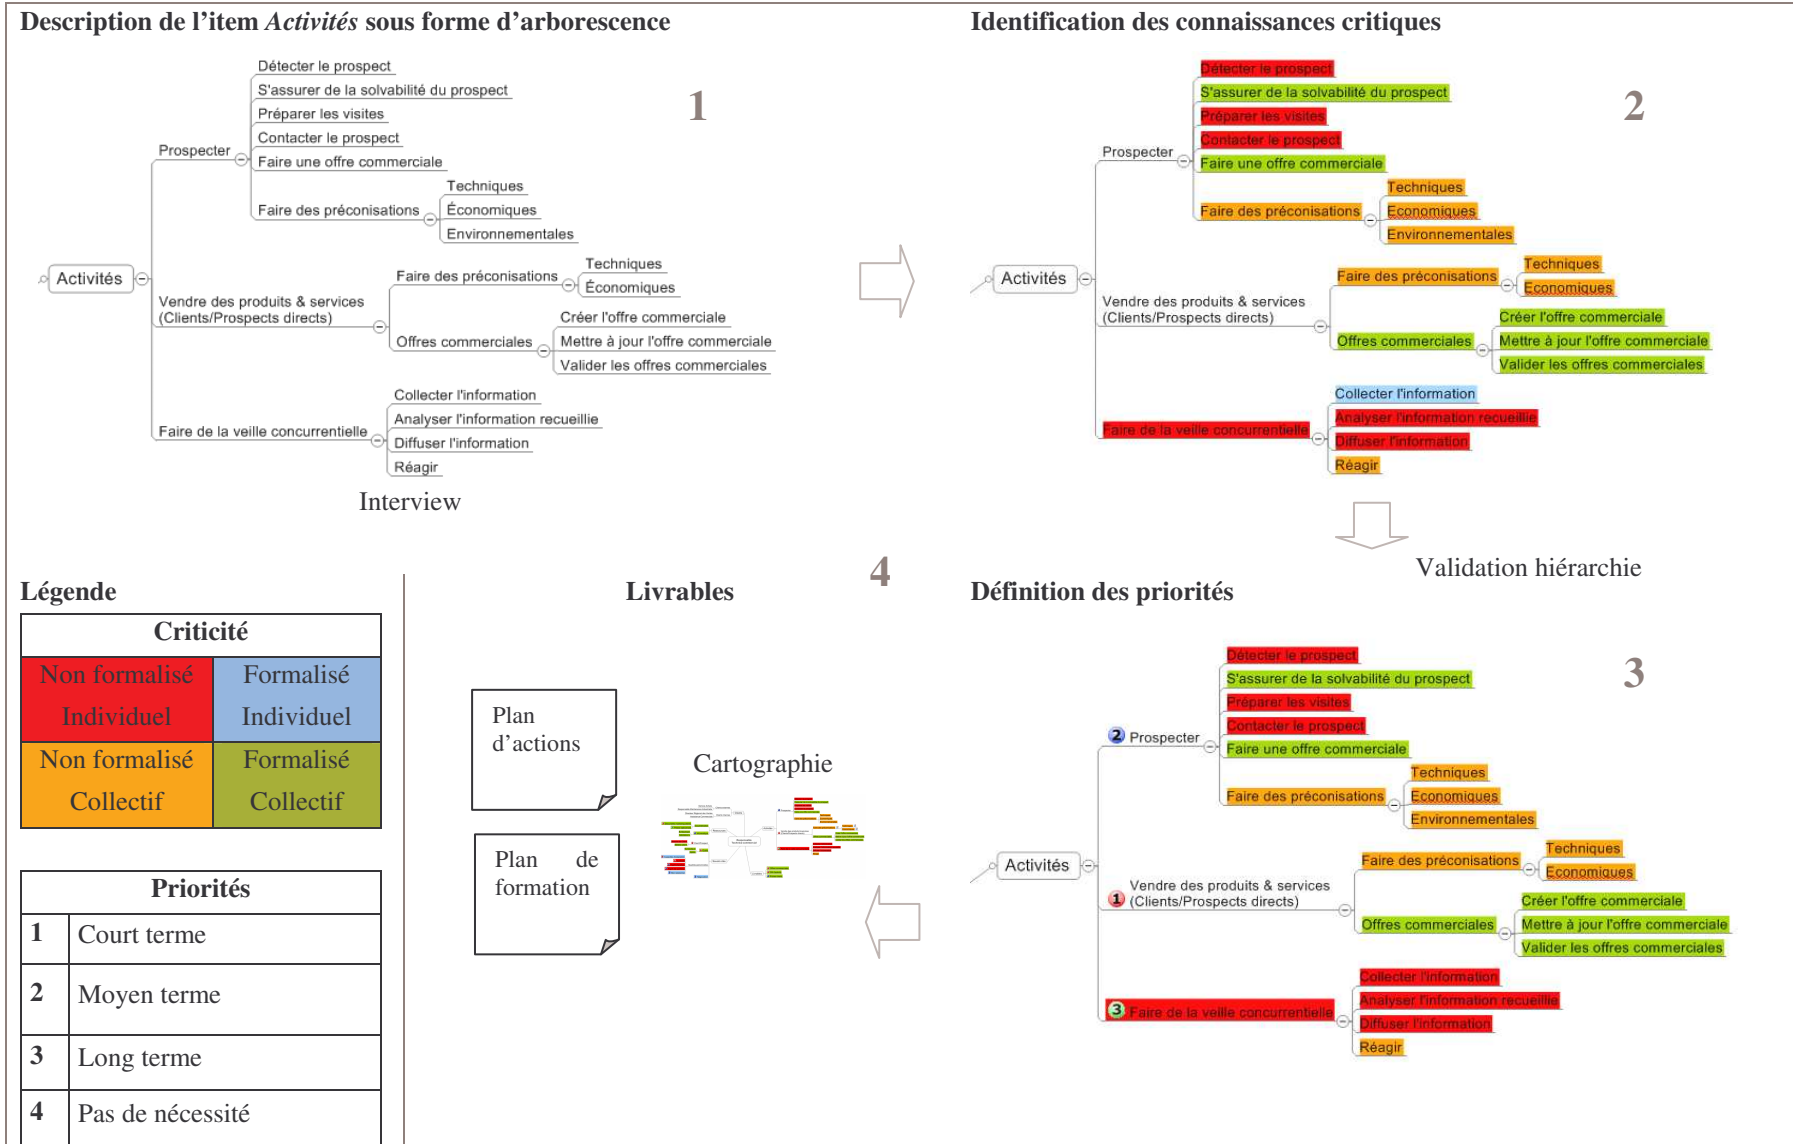 Description de l'item Activités sous forme d'arborescence
Détecter le prospect
S'assurer de la solvabilité du prospect
Préparer les visites
Contacter le prospect
Faire une offre commerciale
Prospecter
Faire des préconisations
Techniques
Économiques
Environnementales
Activités
Vendre des produits & services
(Clients/Prospects directs)
Faire des préconisations
Techniques
Économiques
Offres commerciales
Créer l'offre commerciale
Mettre à jour l'offre commerciale
Valider les offres commerciales
Faire de la veille concurrentielle
Collecter l'information
Analyser l'information recueillie
Diffuser l'information
Réagir
1
Interview
Identification des connaissances critiques
Détecter le prospect
S'assurer de la solvabilité du prospect
Préparer les visites
Contacter le prospect
Faire une offre commerciale
Prospecter
Faire des préconisations
Techniques
Economiques
Environnementales
Activités
Vendre des produits & services
(Clients/Prospects directs)
Faire des préconisations
Techniques
Economiques
Offres commerciales
Créer l'offre commerciale
Mettre à jour l'offre commerciale
Valider les offres commerciales
Faire de la veille concurrentielle
Collecter l'information
Analyser l'information recueillie
Diffuser l'information
Réagir
2
Validation hiérarchie
Définition des priorités
Détecter le prospect
S'assurer de la solvabilité du prospect
Préparer les visites
Contacter le prospect
Faire une offre commerciale
2 Prospecter
Faire des préconisations
Techniques
Economiques
Environnementales
Activités
1 Vendre des produits & services
(Clients/Prospects directs)
Faire des préconisations
Techniques
Economiques
Offres commerciales
Créer l'offre commerciale
Mettre à jour l'offre commerciale
Valider les offres commerciales
3 Faire de la veille concurrentielle
Collecter l'information
Analyser l'information recueillie
Diffuser l'information
Réagir
3
4
Livrables
Plan
d'actions
Plan de
formation
Cartographie
Légende
Criticité
Non formalisé
Individuel
Formalisé
Individuel
Non formalisé
Collectif
Formalisé
Collectif
Priorités
1 Court terme
2 Moyen terme
3 Long terme
4 Pas de nécessité